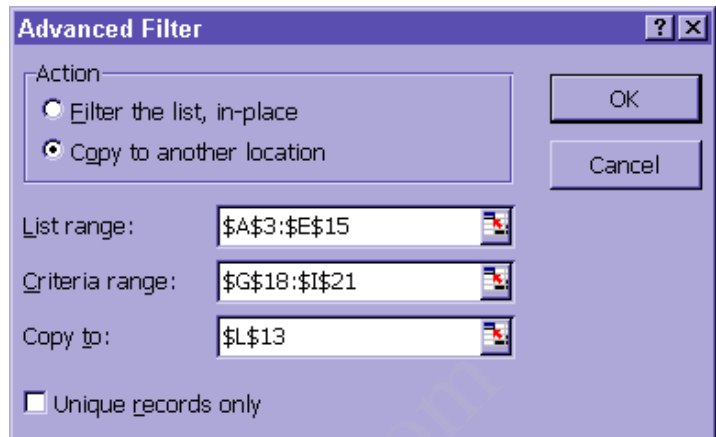 Advanced Filter
Action
Filter the list, in-place
Copy to another location
OK
Cancel
List range: $A$3:$E$15
Criteria range: $G$18:$I$21
Copy to: $L$13
Unique records only